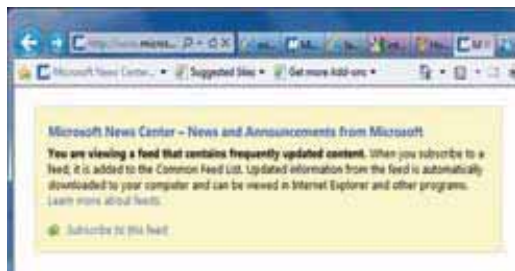 http://www.micros...
Microsoft News Center... Suggested Sites Get more Add-ons
Microsoft News Center – News and Announcements from Microsoft
You are viewing a feed that contains frequently updated content. When you subscribe to a
feed, it is added to the Common Feed List. Updated information from the feed is automatically
downloaded to your computer and can be viewed in Internet Explorer and other programs.
Learn more about feeds.
Subscribe to this feed